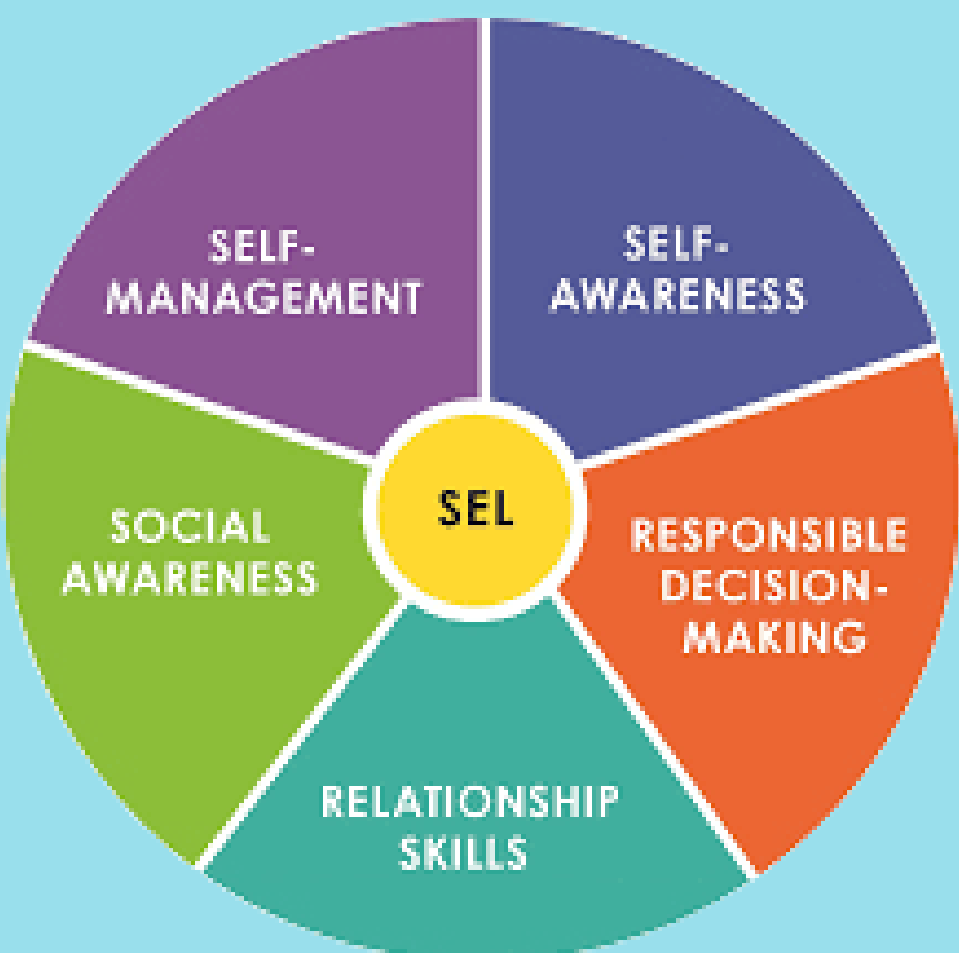 SELF-
MANAGEMENT
SELF-
AWARENESS
SOCIAL
AWARENESS
SEL
RESPONSIBLE
DECISION-
MAKING
RELATIONSHIP
SKILLS